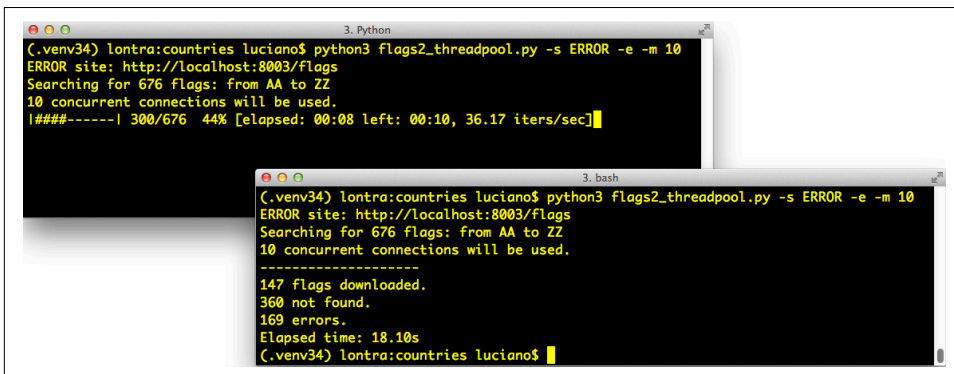 3. Python
(.venv34) lontra:countries luciano$ python3 flags2_threadpool.py -s ERROR -e -m 10
ERROR site: http://localhost:8003/flags
Searching for 676 flags: from AA to ZZ
10 concurrent connections will be used.
|####------| 300/676  44% [elapsed: 00:08 left: 00:10, 36.17 iters/sec]
3. bash
(.venv34) lontra:countries luciano$ python3 flags2_threadpool.py -s ERROR -e -m 10
ERROR site: http://localhost:8003/flags
Searching for 676 flags: from AA to ZZ
10 concurrent connections will be used.
--------------------
147 flags downloaded.
360 not found.
169 errors.
Elapsed time: 18.10s
(.venv34) lontra:countries luciano$